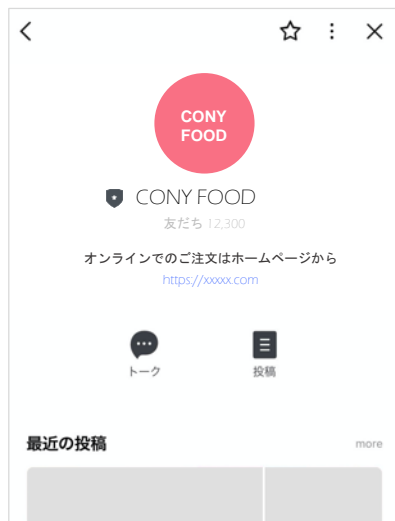 CONY
FOOD
CONY FOOD
友だち 12,300
オンラインでのご注文はホームページから
https://xxxxx.com
トーク
投稿
最近の投稿
more